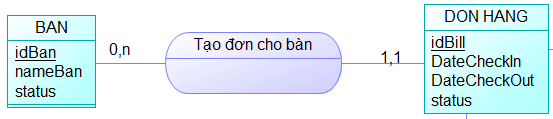 BAN
idBan
nameBan
status
0,n
Tạo đơn cho bàn
1,1
DON HANG
idBill
DateCheckIn
DateCheckOut
status